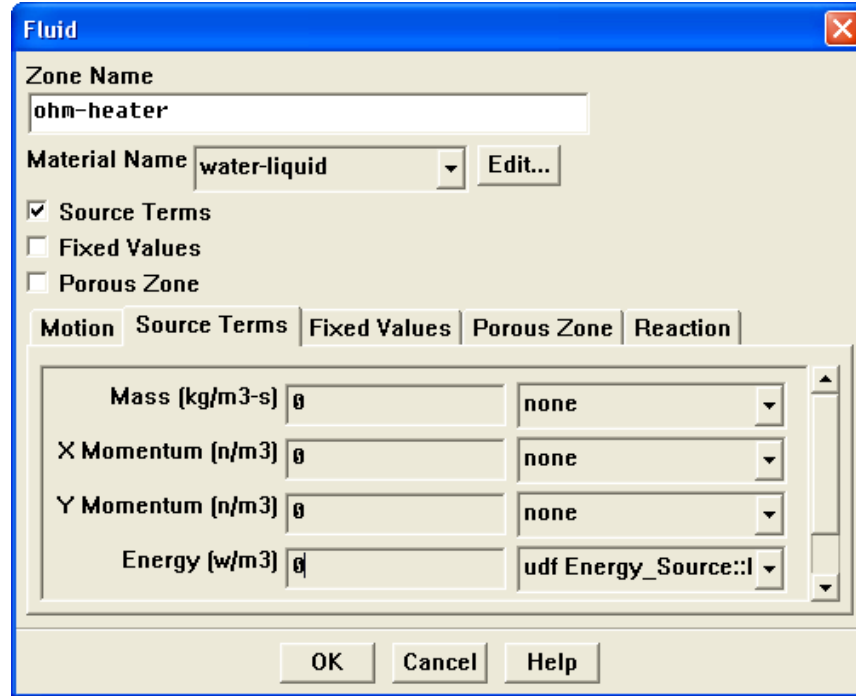 Fluid
Zone Name
ohm-heater
Material Name water-liquid Edit...
Source Terms
Fixed Values
Porous Zone
Motion Source Terms Fixed Values Porous Zone Reaction
Mass (kg/m3-s) 0 none
X Momentum (n/m3) 0 none
Y Momentum (n/m3) 0 none
Energy (w/m3) 0 udf Energy_Source::l
OK Cancel Help